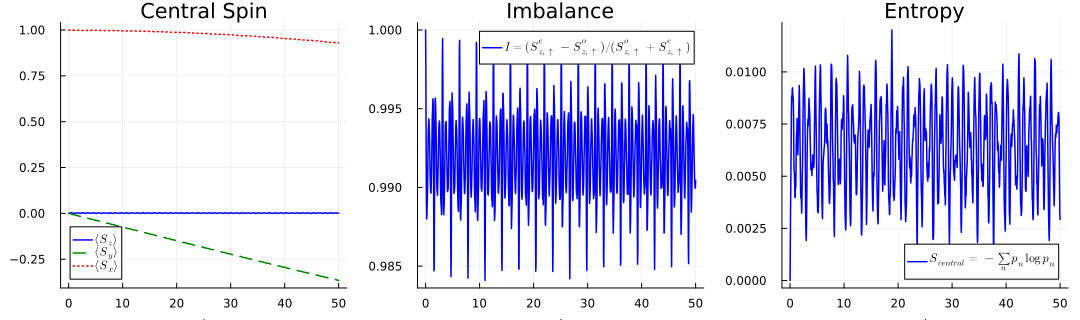 Central Spin
1.00
0.75
0.50
0.25
0.00
−0.25
⟨S_z⟩
⟨S_y⟩
⟨S_x⟩
0 10 20 30 40 50
Imbalance
1.000
0.995
0.990
0.985
I = (S^e_{z,↑} − S^o_{z,↑})/(S^o_{z,↑} + S^e_{z,↑})
0 10 20 30 40 50
Entropy
0.0100
0.0075
0.0050
0.0025
0.0000
S_{central} = − ∑_n p_n log p_n
0 10 20 30 40 50